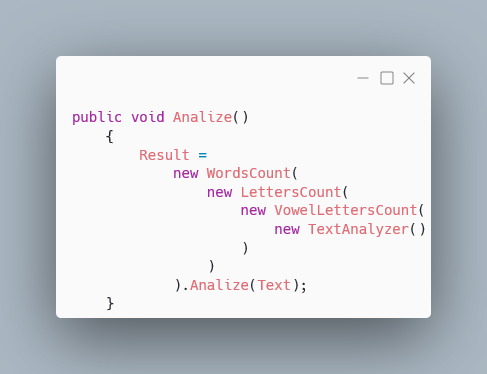 public void Analize()
    {
        Result =
            new WordsCount(
                new LettersCount(
                    new VowelLettersCount(
                        new TextAnalyzer()
                    )
                )
            ).Analize(Text);
    }